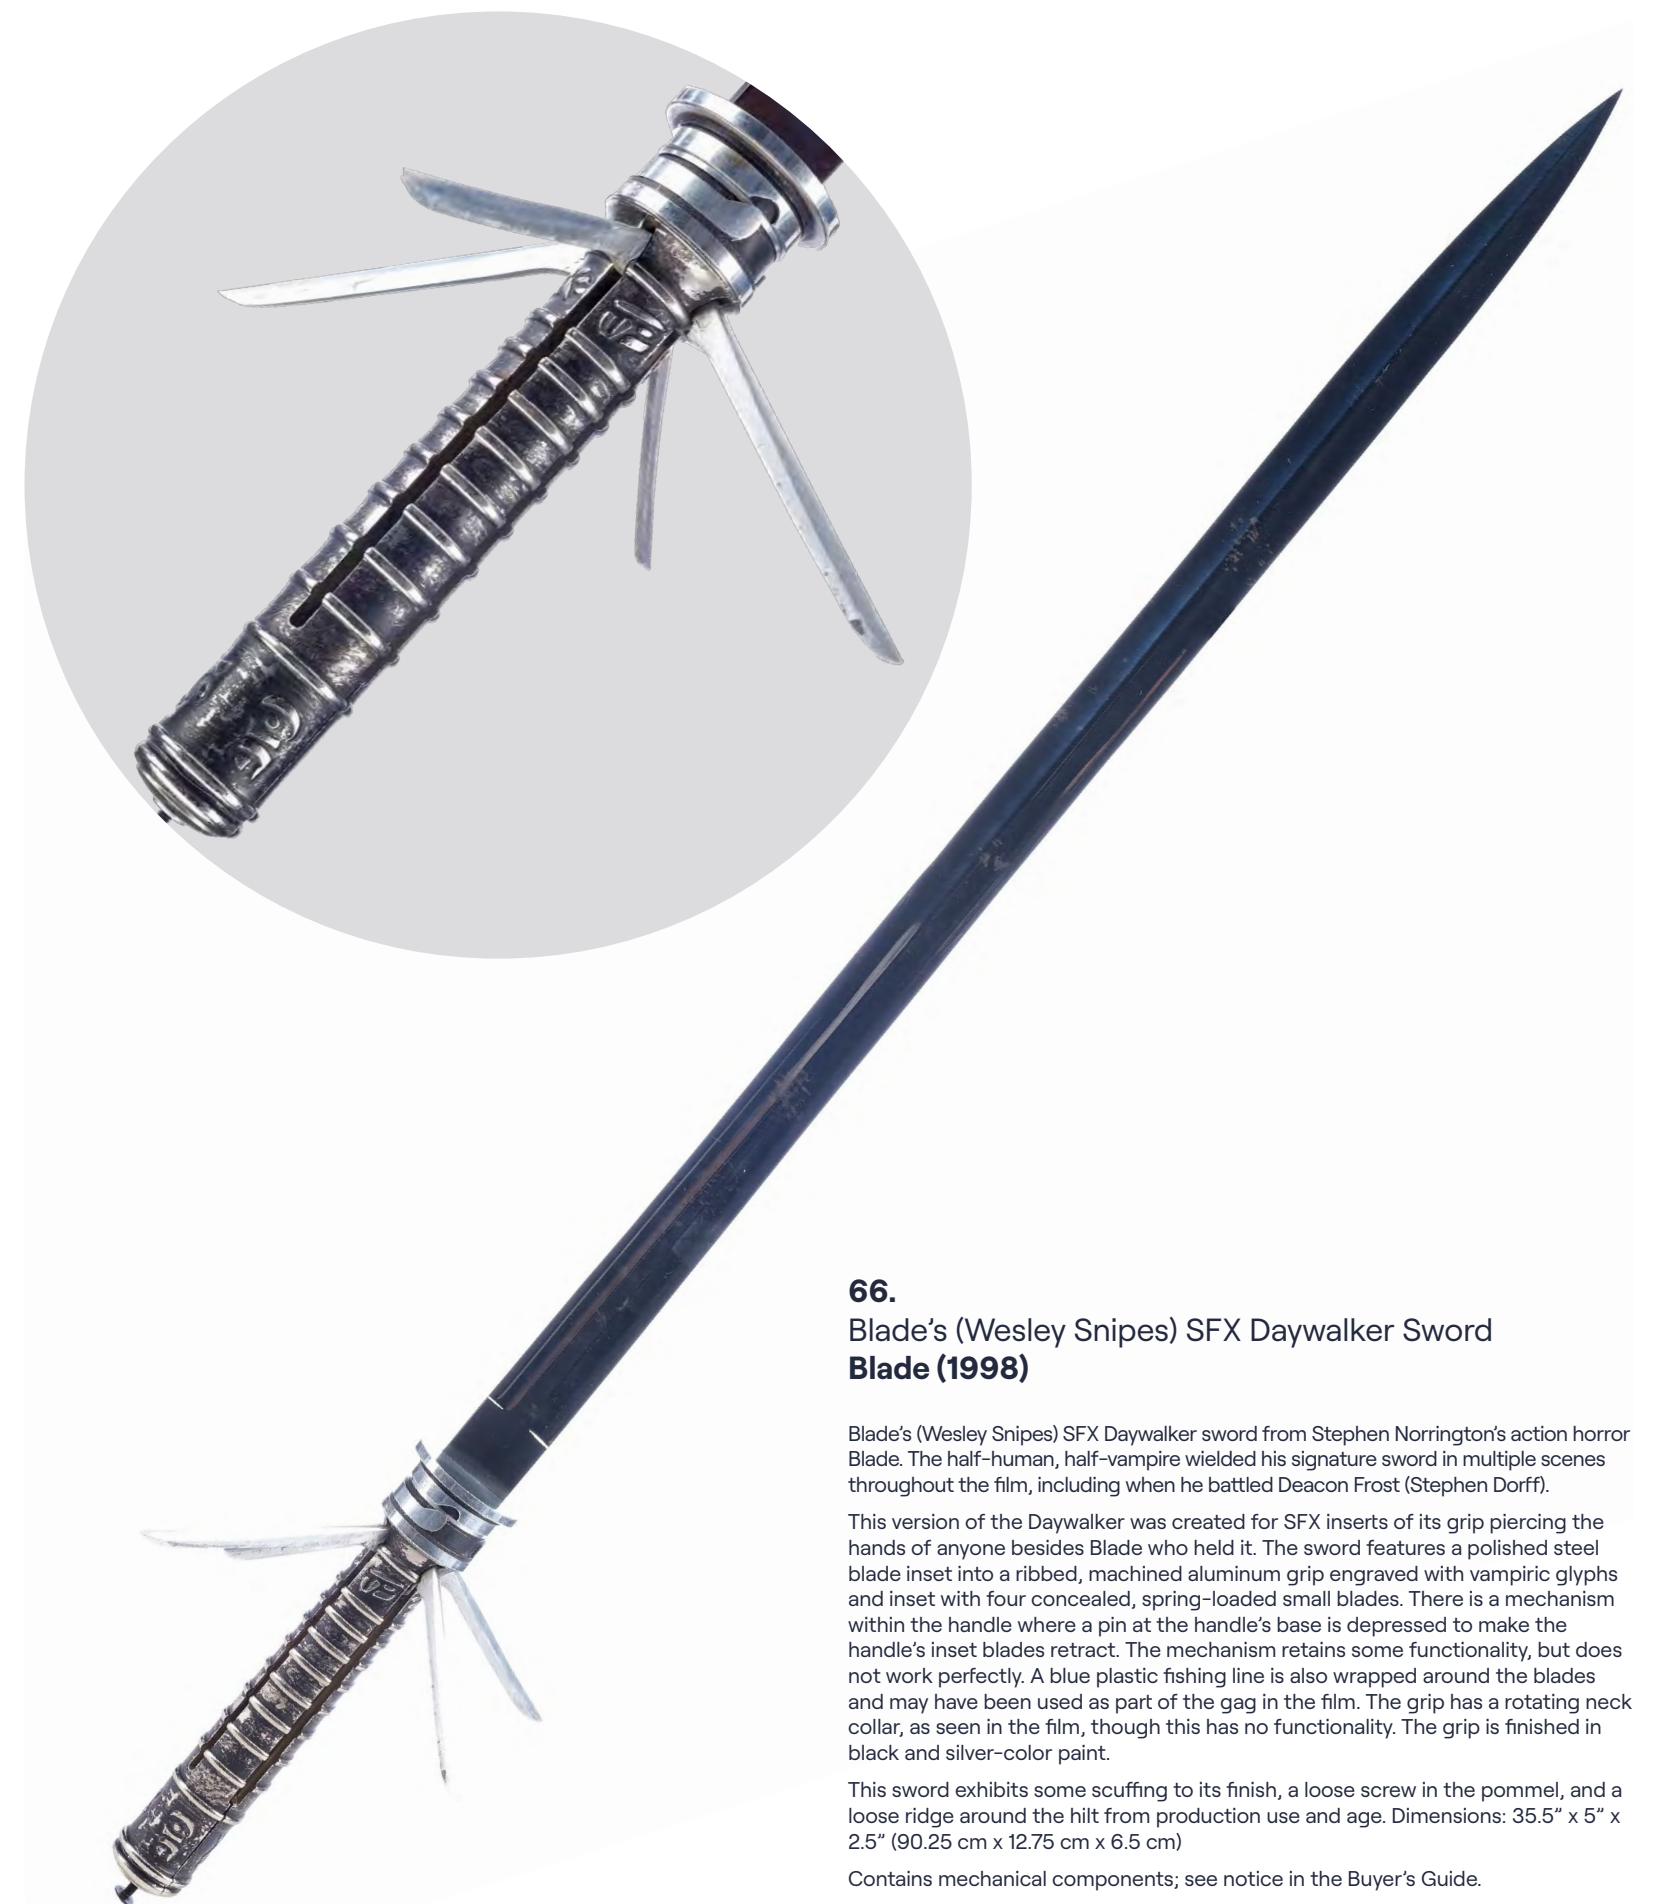 66.
Blade’s (Wesley Snipes) SFX Daywalker Sword
Blade (1998)
Blade’s (Wesley Snipes) SFX Daywalker sword from Stephen Norrington’s action horror
Blade. The half-human, half-vampire wielded his signature sword in multiple scenes
throughout the film, including when he battled Deacon Frost (Stephen Dorff).
This version of the Daywalker was created for SFX inserts of its grip piercing the
hands of anyone besides Blade who held it. The sword features a polished steel
blade inset into a ribbed, machined aluminum grip engraved with vampiric glyphs
and inset with four concealed, spring-loaded small blades. There is a mechanism
within the handle where a pin at the handle’s base is depressed to make the
handle’s inset blades retract. The mechanism retains some functionality, but does
not work perfectly. A blue plastic fishing line is also wrapped around the blades
and may have been used as part of the gag in the film. The grip has a rotating neck
collar, as seen in the film, though this has no functionality. The grip is finished in
black and silver-color paint.
This sword exhibits some scuffing to its finish, a loose screw in the pommel, and a
loose ridge around the hilt from production use and age. Dimensions: 35.5” x 5” x
2.5” (90.25 cm x 12.75 cm x 6.5 cm)
Contains mechanical components; see notice in the Buyer’s Guide.